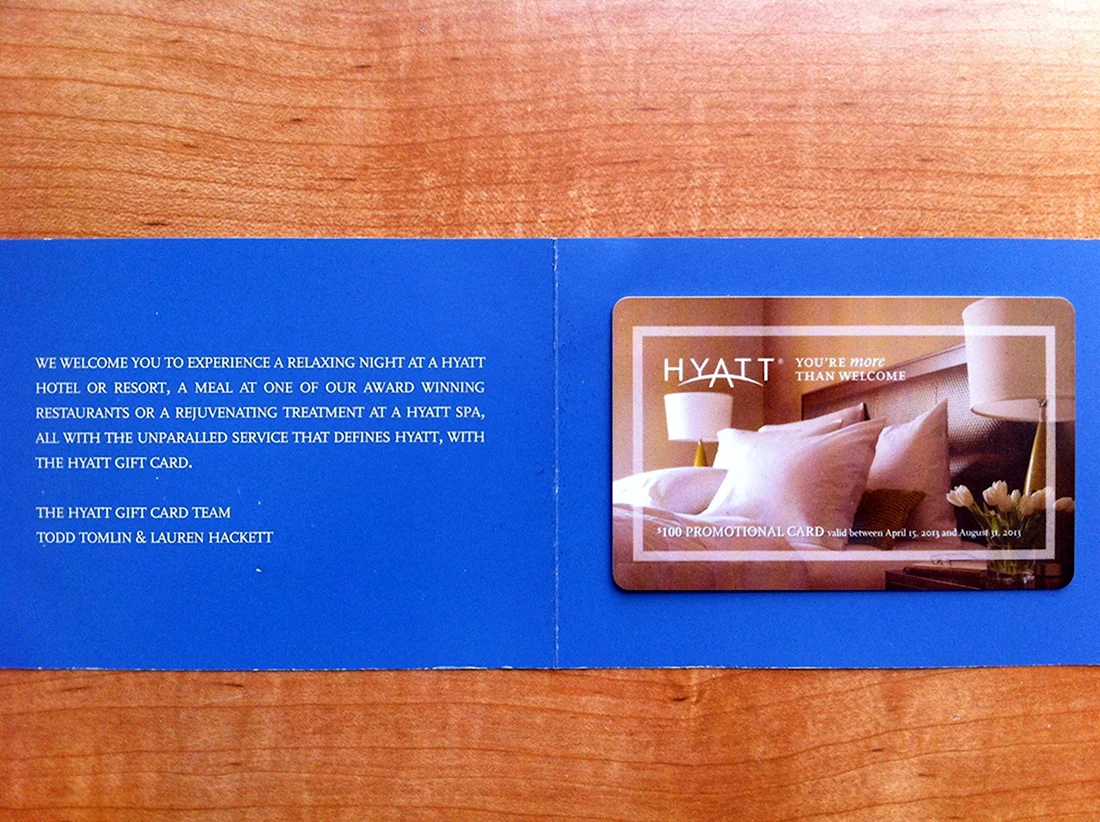 WE WELCOME YOU TO EXPERIENCE A RELAXING NIGHT AT A HYATT
HOTEL OR RESORT, A MEAL AT ONE OF OUR AWARD WINNING
RESTAURANTS OR A REJUVENATING TREATMENT AT A HYATT SPA,
ALL WITH THE UNPARALLED SERVICE THAT DEFINES HYATT, WITH
THE HYATT GIFT CARD.
THE HYATT GIFT CARD TEAM
TODD TOMLIN & LAUREN HACKETT
HYATT®
YOU'RE more
THAN WELCOME
$100 PROMOTIONAL CARD valid between April 15, 2013 and August 31, 2013